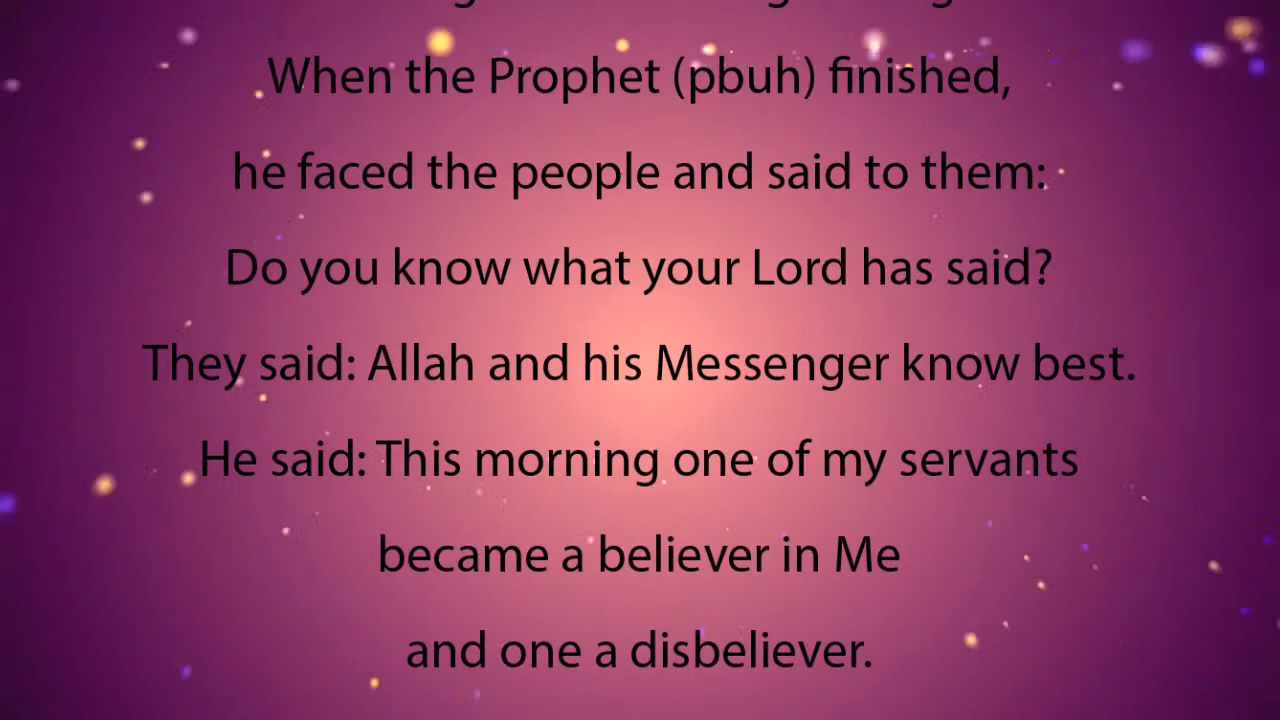 When the Prophet (pbuh) finished,
he faced the people and said to them:
Do you know what your Lord has said?
They said: Allah and his Messenger know best.
He said: This morning one of my servants
became a believer in Me
and one a disbeliever.